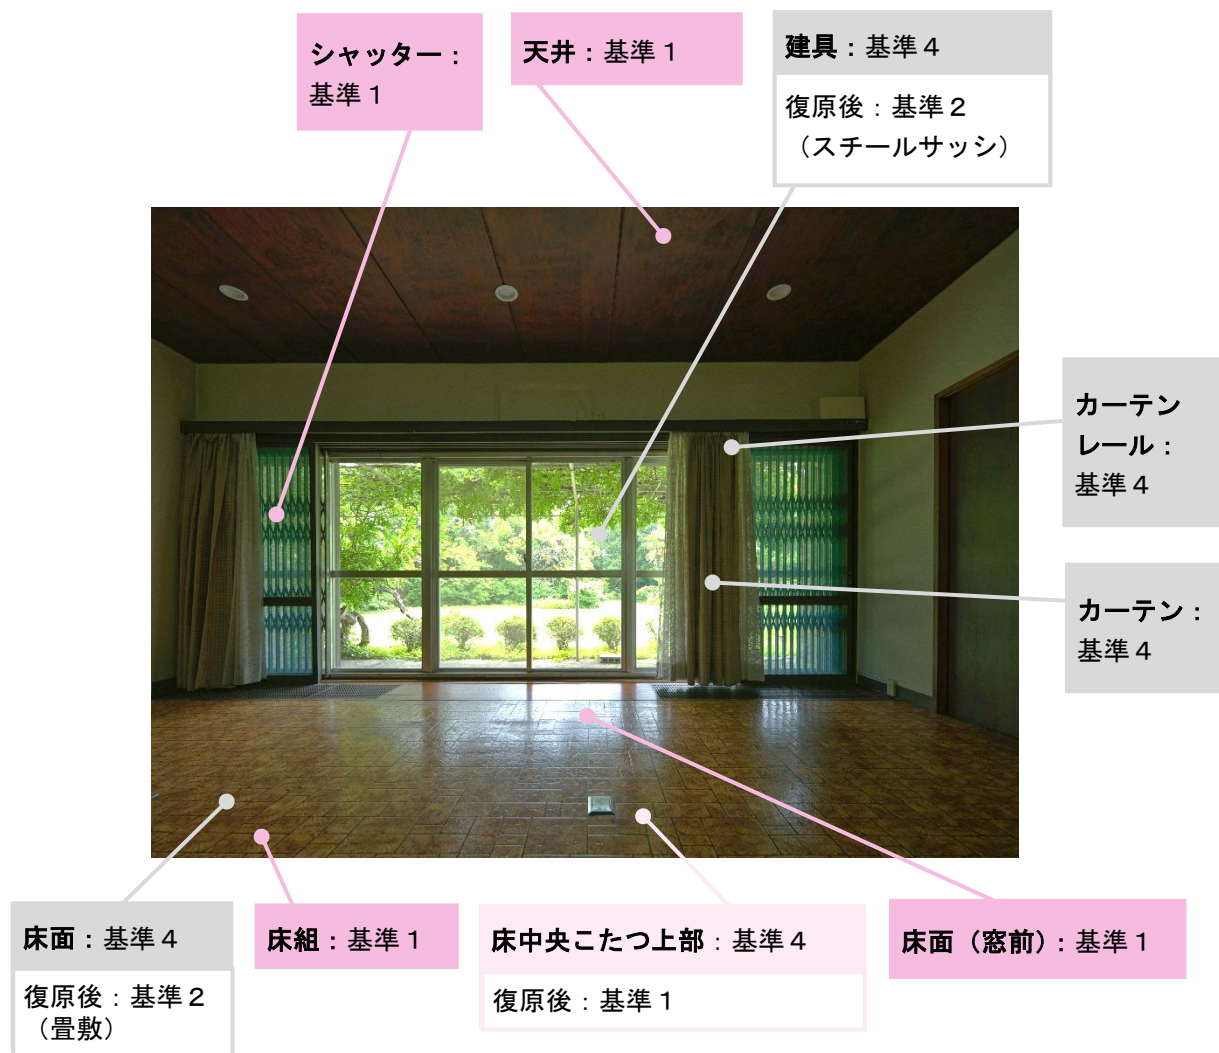 シャッター：
基準１
天井：基準１
建具：基準４
復原後：基準２
（スチールサッシ）
カーテン
レール：
基準４
カーテン：
基準４
床面：基準４
復原後：基準２
（畳敷）
床組：基準１
床中央こたつ上部：基準４
復原後：基準１
床面（窓前）：基準１